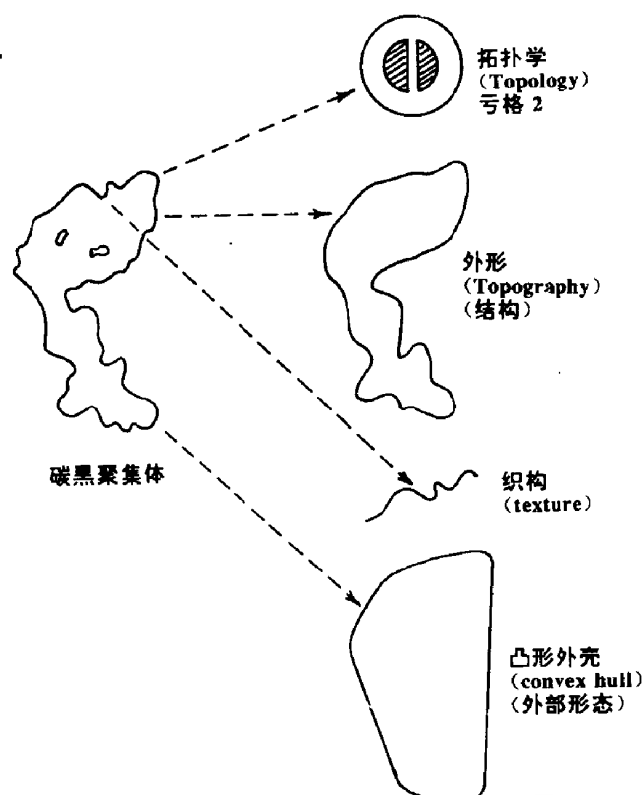 拓扑学
(Topology)
亏格 2
外形
(Topography)
(结构)
碳黑聚集体
织构
(texture)
凸形外壳
(convex hull)
(外部形态)